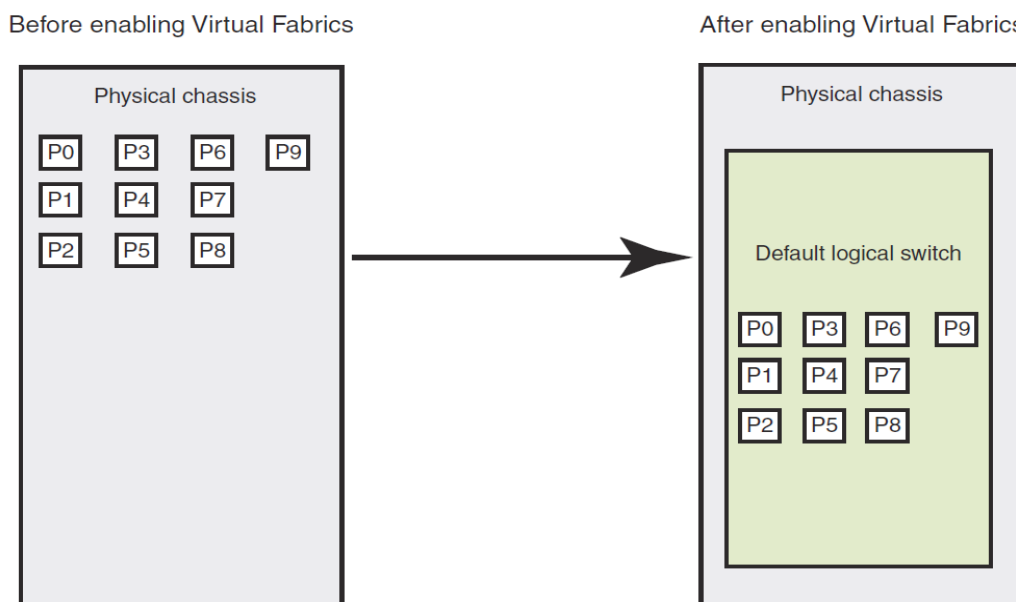 Before enabling Virtual Fabrics
After enabling Virtual Fabrics
Physical chassis
P0 P3 P6 P9
P1 P4 P7
P2 P5 P8
Physical chassis
Default logical switch
P0 P3 P6 P9
P1 P4 P7
P2 P5 P8